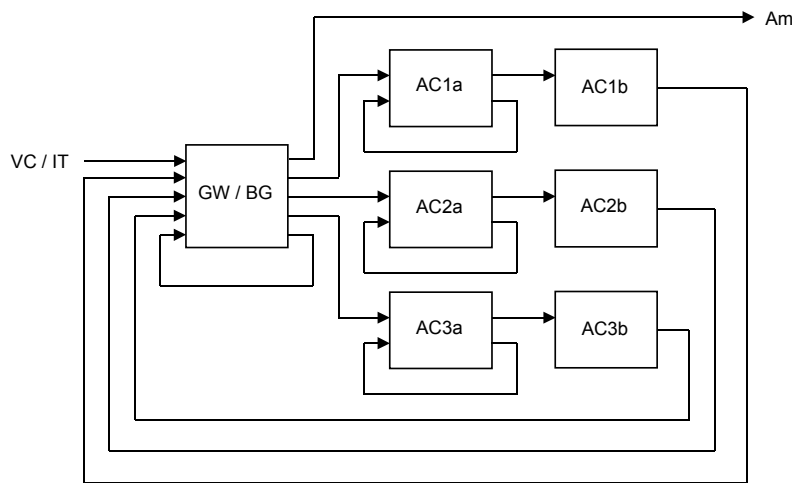 Am
AC1a
AC1b
VC / IT
GW / BG
AC2a
AC2b
AC3a
AC3b